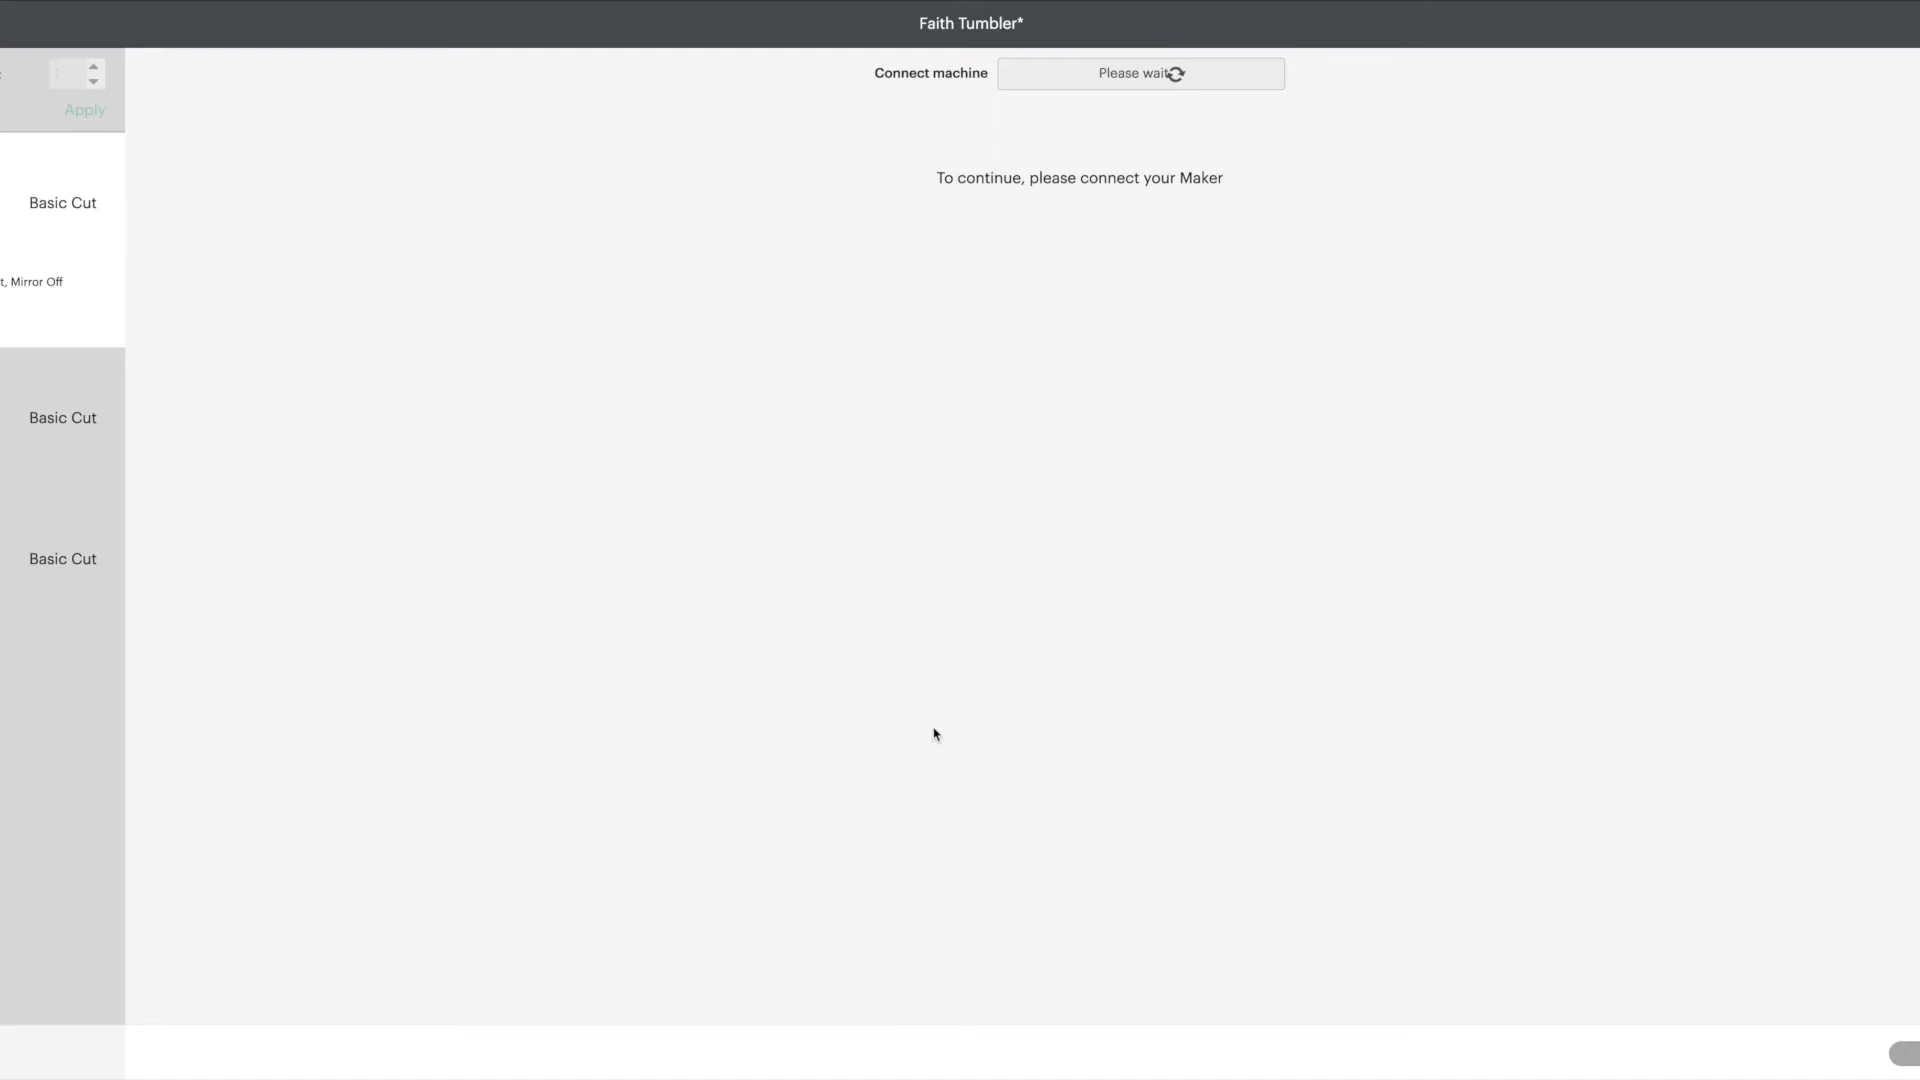 Faith Tumbler*
Connect machine
Please wait
Apply
To continue, please connect your Maker
Basic Cut
t, Mirror Off
Basic Cut
Basic Cut